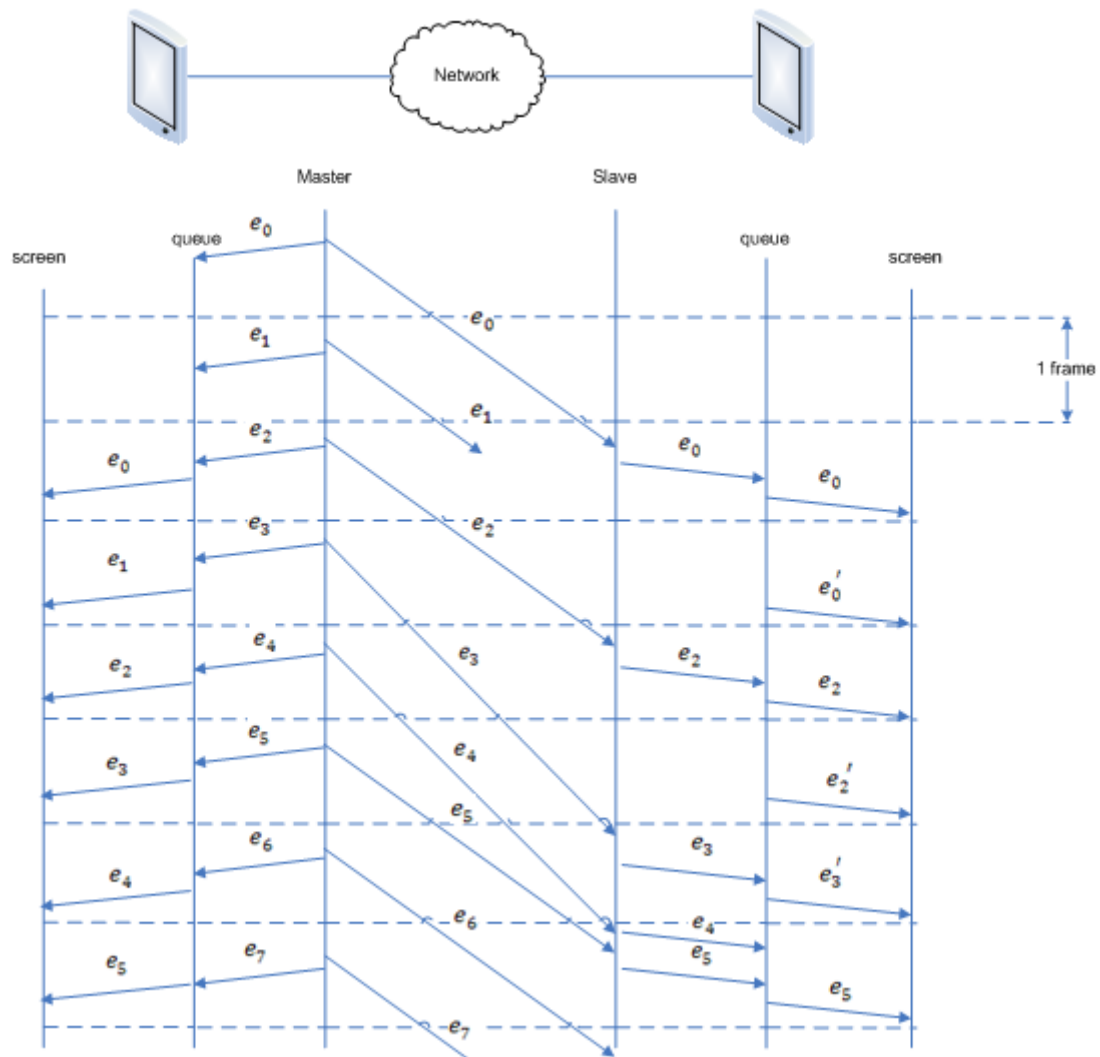 Network
Master
Slave
e₀
queue
queue
screen
screen
e₀
e₁
1 frame
e₁
e₂
e₀
e₀
e₀
e₂
e₃
e₁
e₀′
e₄
e₃
e₂
e₂
e₂
e₅
e₄
e₃
e₂′
e₅
e₆
e₃
e₃′
e₄
e₆
e₄
e₇
e₅
e₅
e₅
e₇